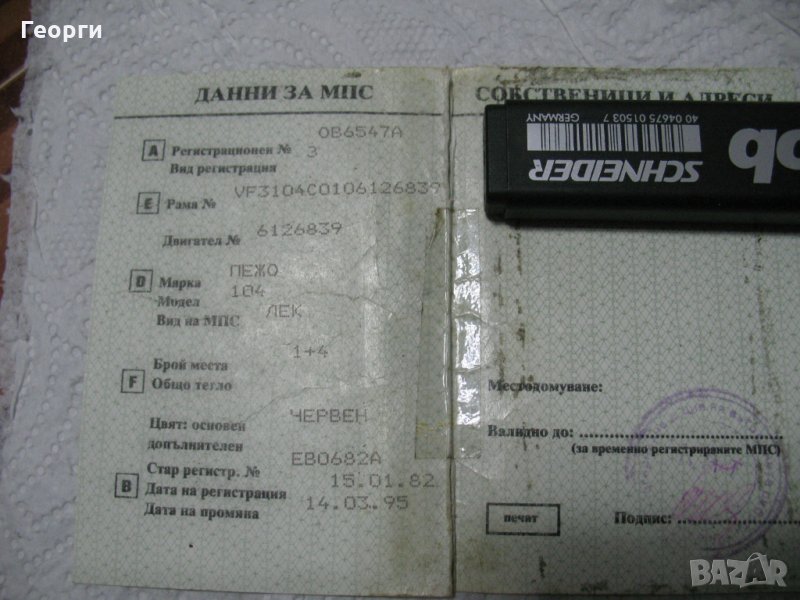 Георги
ДАННИ ЗА МПС
ОВ6547А
А Регистрационен № 3
Вид регистрация
Е Рама № VF3104C0106126839
Двигател № 6126839
D Марка ПЕЖО
Модел 104
Вид на МПС ЛЕК
Брой места 1+4
F Общо тегло
Цвят: основен ЧЕРВЕН
допълнителен
Стар регистр. № ЕВ0682А
В Дата на регистрация 15.01.82
Дата на промяна 14.03.95
СОБСТВЕНИЦИ И АДРЕСИ
40 04675 01503 7
GERMANY
SCHNEIDER
ob
Местодомуване:
Валидно до:
(за временно регистрираните МПС)
печат
Подпис:
BAZAR